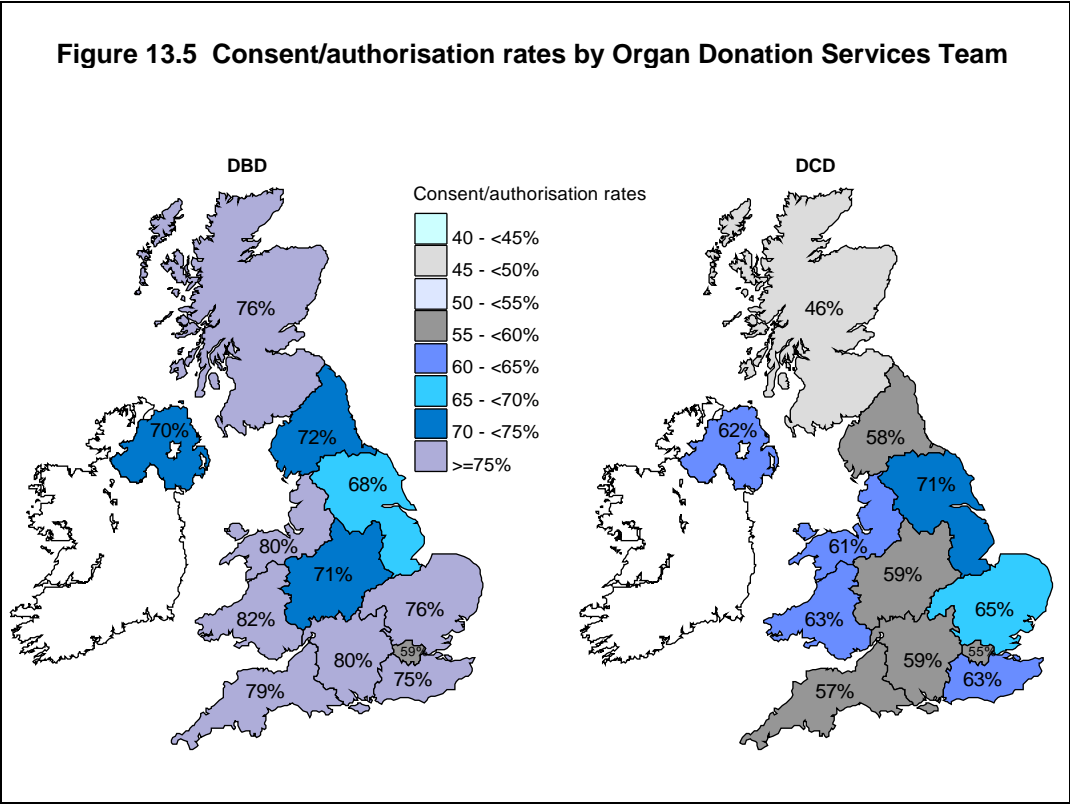 Figure 13.5 Consent/authorisation rates by Organ Donation Services Team
DBD
DCD
Consent/authorisation rates
40 - <45%
45 - <50%
50 - <55%
55 - <60%
60 - <65%
65 - <70%
70 - <75%
>=75%
76%
70%
72%
68%
80%
71%
82%
76%
59%
80%
75%
79%
46%
62%
58%
71%
61%
59%
65%
63%
55%
59%
63%
57%